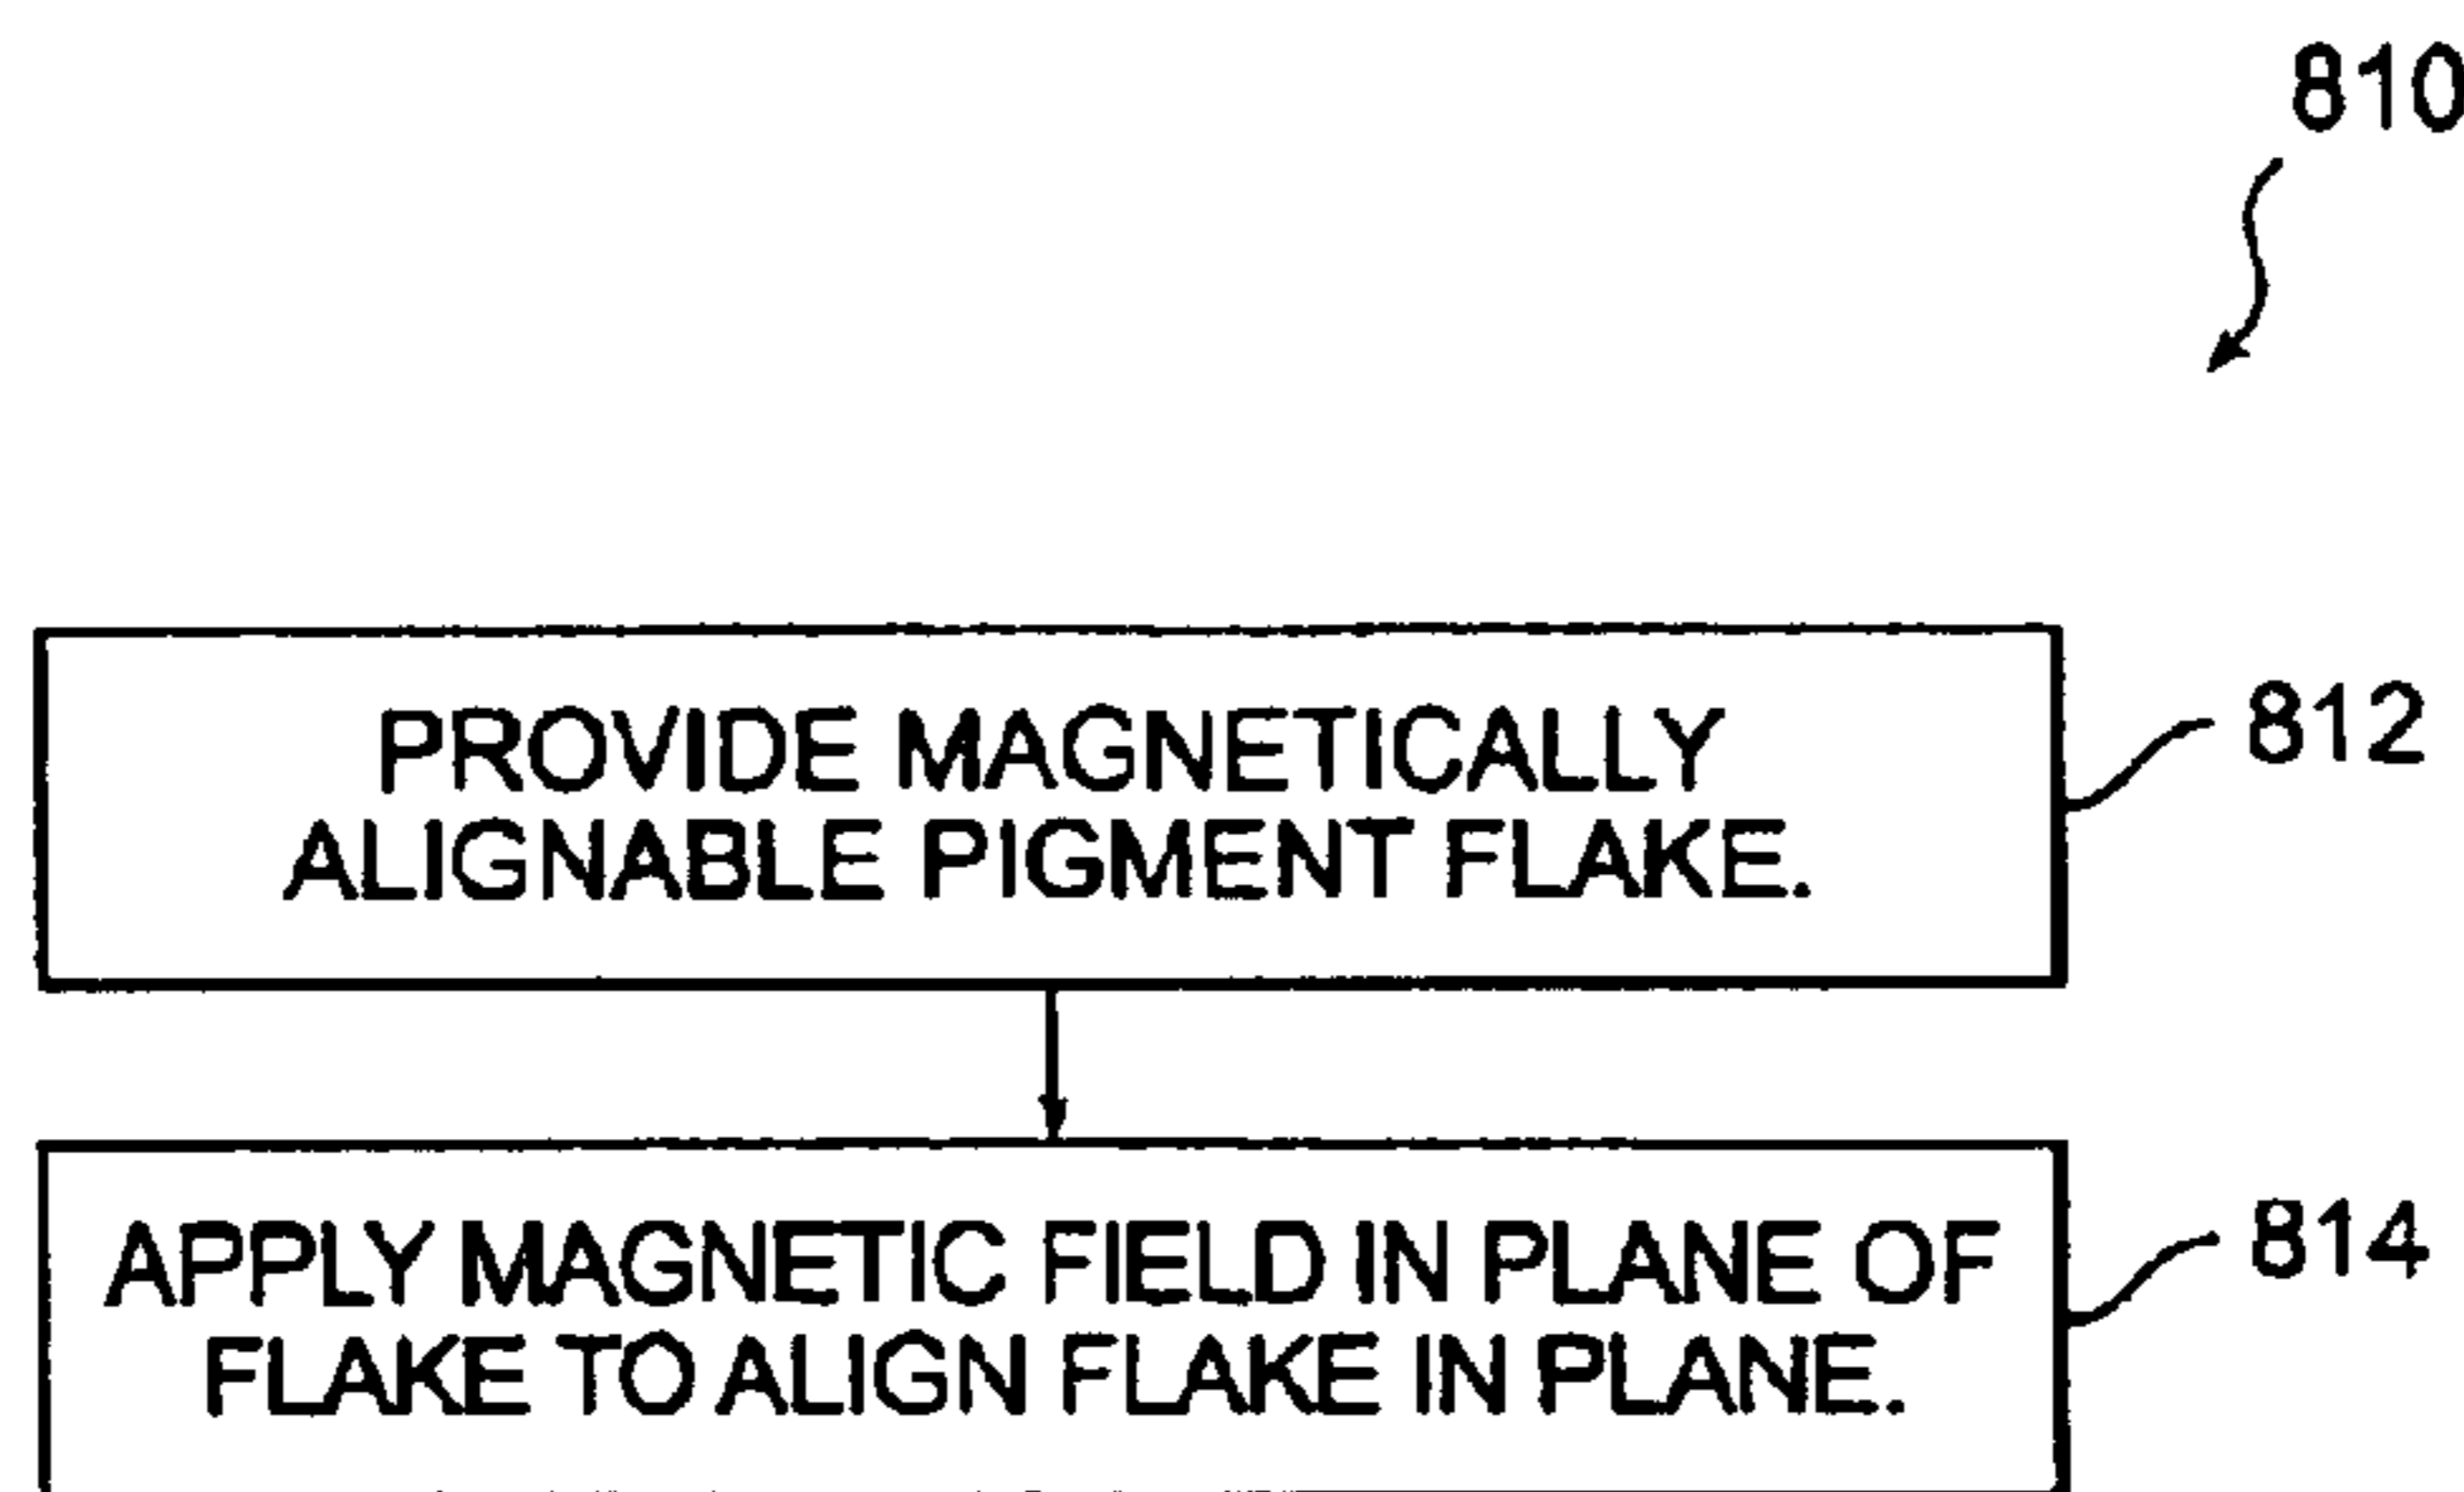 810
PROVIDE MAGNETICALLY
ALIGNABLE PIGMENT FLAKE.
812
APPLY MAGNETIC FIELD IN PLANE OF
FLAKE TO ALIGN FLAKE IN PLANE.
814